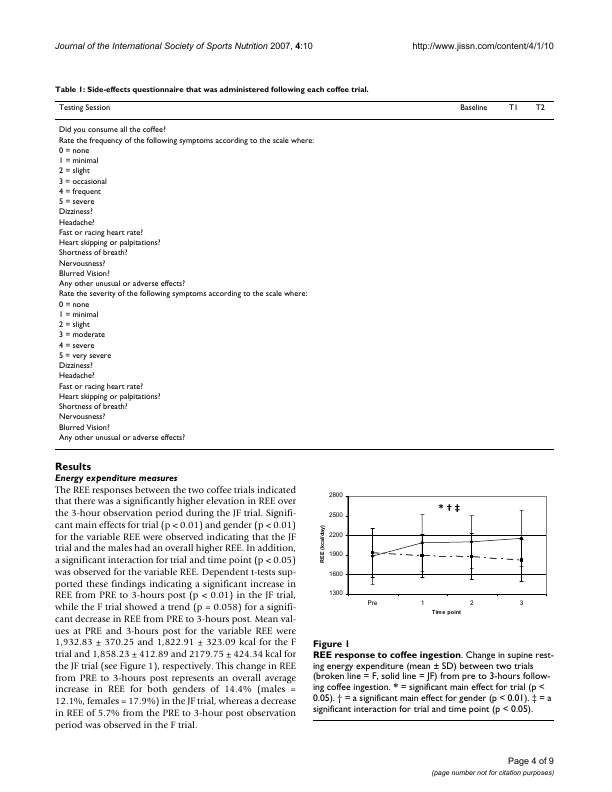 Journal of the International Society of Sports Nutrition 2007, 4:10 http://www.jissn.com/content/4/1/10
Table 1: Side-effects questionnaire that was administered following each coffee trial.
Testing Session Baseline T1 T2
Did you consume all the coffee?
Rate the frequency of the following symptoms according to the scale where:
0 = none
1 = minimal
2 = slight
3 = occasional
4 = frequent
5 = severe
Dizziness?
Headache?
Fast or racing heart rate?
Heart skipping or palpitations?
Shortness of breath?
Nervousness?
Blurred Vision?
Any other unusual or adverse effects?
Rate the severity of the following symptoms according to the scale where:
0 = none
1 = minimal
2 = slight
3 = moderate
4 = severe
5 = very severe
Dizziness?
Headache?
Fast or racing heart rate?
Heart skipping or palpitations?
Shortness of breath?
Nervousness?
Blurred Vision?
Any other unusual or adverse effects?
Results
Energy expenditure measures
The REE responses between the two coffee trials indicated
that there was a significantly higher elevation in REE over
the 3-hour observation period during the JF trial. Signifi-
cant main effects for trial (p < 0.01) and gender (p < 0.01)
for the variable REE were observed indicating that the JF
trial and the males had an overall higher REE. In addition,
a significant interaction for trial and time point (p < 0.05)
was observed for the variable REE. Dependent t-tests sup-
ported these findings indicating a significant increase in
REE from PRE to 3-hours post (p < 0.01) in the JF trial,
while the F trial showed a trend (p = 0.058) for a signifi-
cant decrease in REE from PRE to 3-hours post. Mean val-
ues at PRE and 3-hours post for the variable REE were
1,932.83 ± 370.25 and 1,822.91 ± 323.09 kcal for the F
trial and 1,858.23 ± 412.89 and 2179.75 ± 424.34 kcal for
the JF trial (see Figure 1), respectively. This change in REE
from PRE to 3-hours post represents an overall average
increase in REE for both genders of 14.4% (males =
12.1%, females = 17.9%) in the JF trial, whereas a decrease
in REE of 5.7% from the PRE to 3-hour post observation
period was observed in the F trial.
2800
2500
2200
1900
1600
1300
REE (kcal/day)
* † ‡
Pre 1 2 3
Time point
Figure 1
REE response to coffee ingestion. Change in supine rest-
ing energy expenditure (mean ± SD) between two trials
(broken line = F, solid line = JF) from pre to 3-hours follow-
ing coffee ingestion. * = significant main effect for trial (p <
0.05). † = a significant main effect for gender (p < 0.01). ‡ = a
significant interaction for trial and time point (p < 0.05).
Page 4 of 9
(page number not for citation purposes)